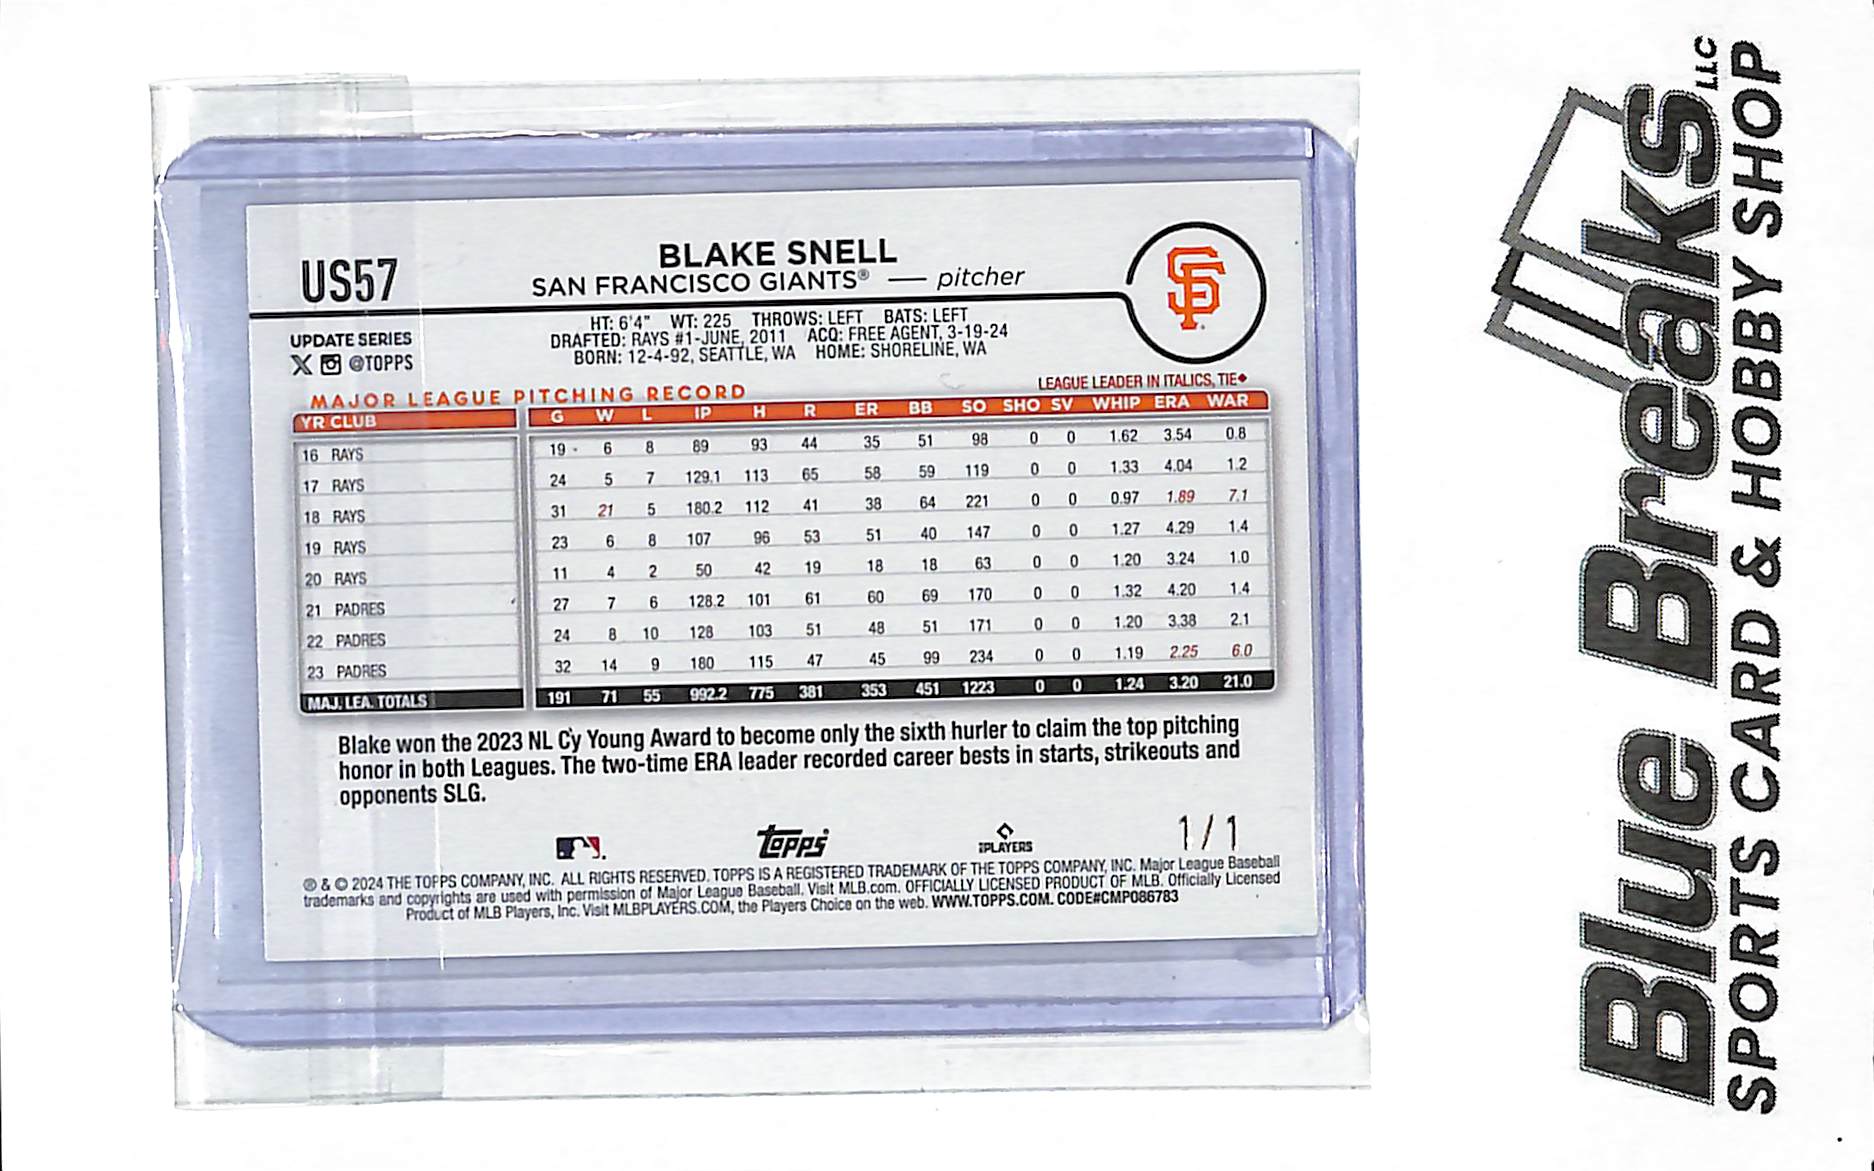 US57
BLAKE SNELL
SAN FRANCISCO GIANTS® — pitcher
SF
UPDATE SERIES
@TOPPS
HT: 6'4" WT: 225 THROWS: LEFT BATS: LEFT
DRAFTED: RAYS #1-JUNE, 2011 ACQ: FREE AGENT, 3-19-24
BORN: 12-4-92, SEATTLE, WA HOME: SHORELINE, WA
MAJOR LEAGUE PITCHING RECORD
LEAGUE LEADER IN ITALICS, TIE♦
YR CLUB G W L IP H R ER BB SO SHO SV WHIP ERA WAR
16 RAYS 19 6 8 89 93 44 35 51 98 0 0 1.62 3.54 0.8
17 RAYS 24 5 7 129.1 113 65 58 59 119 0 0 1.33 4.04 1.2
18 RAYS 31 21 5 180.2 112 41 38 64 221 0 0 0.97 1.89 7.1
19 RAYS 23 6 8 107 96 53 51 40 147 0 0 1.27 4.29 1.4
20 RAYS 11 4 2 50 42 19 18 18 63 0 0 1.20 3.24 1.0
21 PADRES 27 7 6 128.2 101 61 60 69 170 0 0 1.32 4.20 1.4
22 PADRES 24 8 10 128 103 51 48 51 171 0 0 1.20 3.38 2.1
23 PADRES 32 14 9 180 115 47 45 99 234 0 0 1.19 2.25 6.0
MAJ. LEA. TOTALS 191 71 55 992.2 775 381 353 451 1223 0 0 1.24 3.20 21.0
Blake won the 2023 NL Cy Young Award to become only the sixth hurler to claim the top pitching
honor in both Leagues. The two-time ERA leader recorded career bests in starts, strikeouts and
opponents SLG.
Topps
PLAYERS
1/1
® & © 2024 THE TOPPS COMPANY, INC. ALL RIGHTS RESERVED. TOPPS IS A REGISTERED TRADEMARK OF THE TOPPS COMPANY, INC. Major League Baseball
trademarks and copyrights are used with permission of Major League Baseball. Visit MLB.com. OFFICIALLY LICENSED PRODUCT OF MLB. Officially Licensed
Product of MLB Players, Inc. Visit MLBPLAYERS.COM, the Players Choice on the web. WWW.TOPPS.COM. CODE#CMP086783
Blue Breaks LLC
SPORTS CARD & HOBBY SHOP